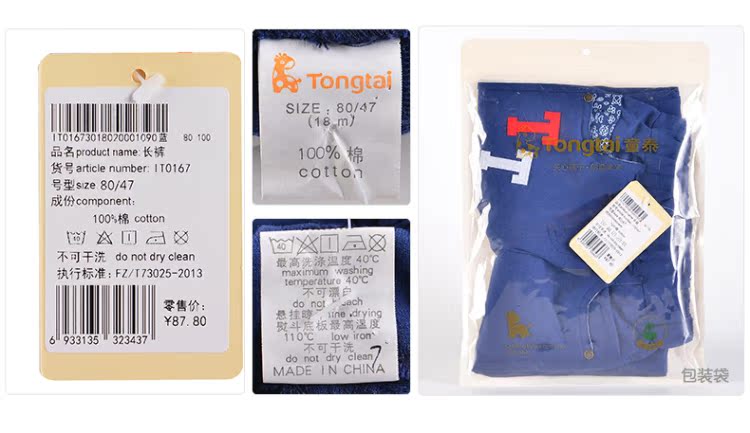 IT01673018070001090蓝 80 100
品名product name: 长裤
货号article number: IT0167
号型size 80/47
成份component:
100%棉 cotton
40
不可干洗 do not dry clean
执行标准: FZ/T73025-2013
零售价:
¥87.80
6 933135 323437
Tongtai
SIZE: 80/47
(18m)
100% 棉
cotton
40
最高洗涤温度40℃
maximum washing
temperature 40℃
不可漂白
do not bleach
悬挂晾 line drying
熨斗底板最高温度
110℃ low iron
不可干洗
do not dry clean
7
MADE IN CHINA
Tongtai 童泰
包装袋